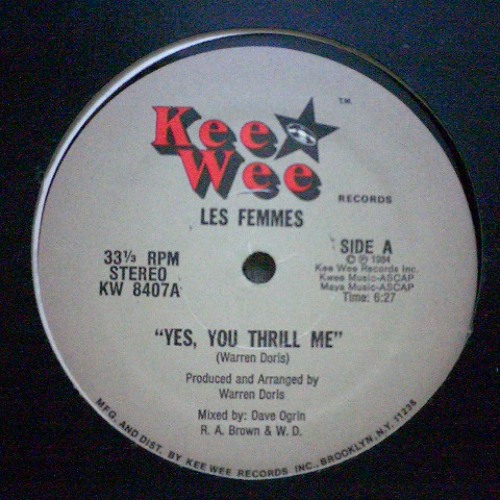 Kee
Wee
T.M.
RECORDS
LES FEMMES
33⅓ RPM
STEREO
KW 8407A
SIDE A
© ℗ 1984
Kee Wee Records Inc.
Kwee Music-ASCAP
Maya Music-ASCAP
Time: 6:27
"YES, YOU THRILL ME"
(Warren Doris)
Produced and Arranged by
Warren Doris
Mixed by: Dave Ogrin
R. A. Brown & W. D.
MFG. AND DIST. BY KEE WEE RECORDS INC., BROOKLYN, N.Y. 11238